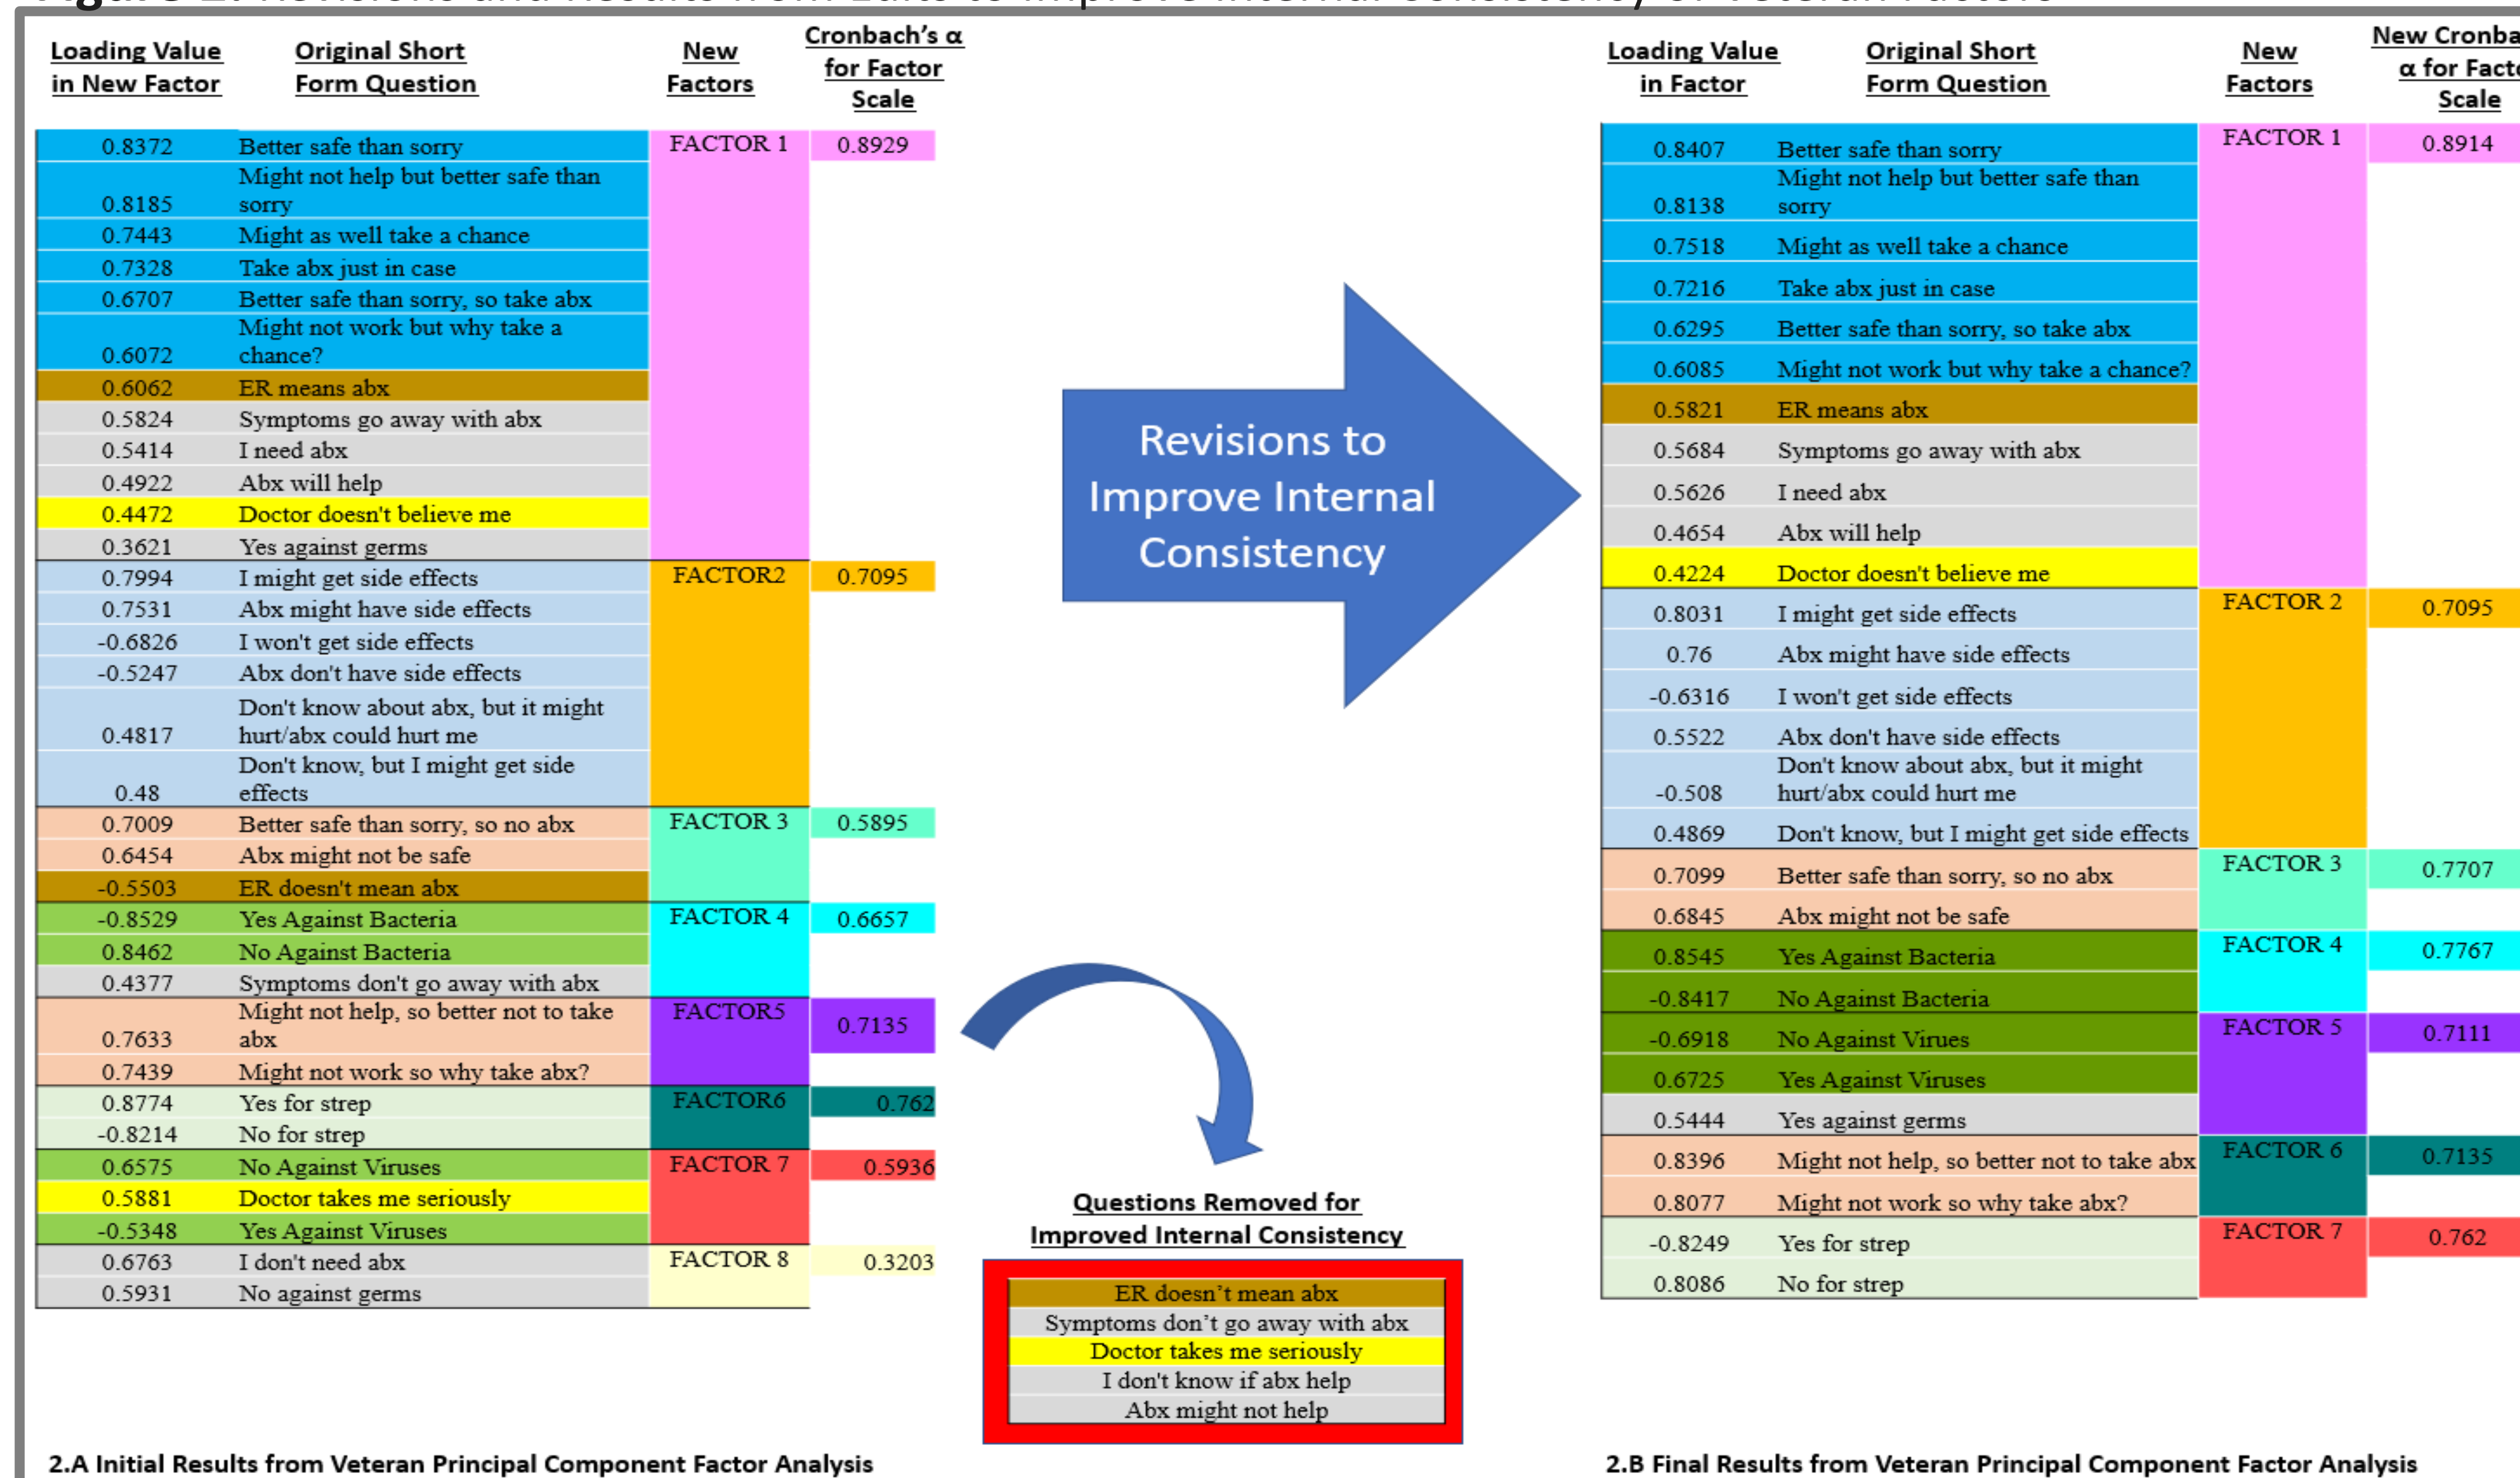 Figure 2. Revisions and Results from Edits to Improve Internal Consistency of Veteran Factors
Loading Value in New Factor Original Short Form Question New Factors Cronbach's α for Factor Scale
0.8372 Better safe than sorry FACTOR 1 0.8929
Might not help but better safe than
0.8185 sorry
0.7443 Might as well take a chance
0.7328 Take abx just in case
0.6707 Better safe than sorry, so take abx
Might not work but why take a
0.6072 chance?
0.6062 ER means abx
0.5824 Symptoms go away with abx
0.5414 I need abx
0.4922 Abx will help
0.4472 Doctor doesn't believe me
0.3621 Yes against germs
0.7994 I might get side effects FACTOR2 0.7095
0.7531 Abx might have side effects
-0.6826 I won't get side effects
-0.5247 Abx don't have side effects
Don't know about abx, but it might
0.4817 hurt/abx could hurt me
Don't know, but I might get side
0.48 effects
0.7009 Better safe than sorry, so no abx FACTOR 3 0.5895
0.6454 Abx might not be safe
-0.5503 ER doesn't mean abx
-0.8529 Yes Against Bacteria FACTOR 4 0.6657
0.8462 No Against Bacteria
0.4377 Symptoms don't go away with abx
Might not help, so better not to take FACTOR5 0.7135
0.7633 abx
0.7439 Might not work so why take abx?
0.8774 Yes for strep FACTOR6 0.762
-0.8214 No for strep
0.6575 No Against Viruses FACTOR 7 0.5936
0.5881 Doctor takes me seriously
-0.5348 Yes Against Viruses
0.6763 I don't need abx FACTOR 8 0.3203
0.5931 No against germs
2.A Initial Results from Veteran Principal Component Factor Analysis
Revisions to
Improve Internal
Consistency
Questions Removed for
Improved Internal Consistency
ER doesn't mean abx
Symptoms don't go away with abx
Doctor takes me seriously
I don't know if abx help
Abx might not help
Loading Value in Factor Original Short Form Question New Factors New α for Scale
0.8407 Better safe than sorry FACTOR 1 0.8914
Might not help but better safe than
0.8138 sorry
0.7518 Might as well take a chance
0.7216 Take abx just in case
0.6295 Better safe than sorry, so take abx
0.6085 Might not work but why take a chance?
0.5821 ER means abx
0.5684 Symptoms go away with abx
0.5626 I need abx
0.4654 Abx will help
0.4224 Doctor doesn't believe me
0.8031 I might get side effects FACTOR 2 0.7095
0.76 Abx might have side effects
-0.6316 I won't get side effects
0.5522 Abx don't have side effects
Don't know about abx, but it might
-0.508 hurt/abx could hurt me
0.4869 Don't know, but I might get side effects
0.7099 Better safe than sorry, so no abx FACTOR 3 0.7707
0.6845 Abx might not be safe
0.8545 Yes Against Bacteria FACTOR 4 0.7767
-0.8417 No Against Bacteria
-0.6918 No Against Virues FACTOR 5 0.7111
0.6725 Yes Against Viruses
0.5444 Yes against germs
0.8396 Might not help, so better not to take abx FACTOR 6 0.7135
0.8077 Might not work so why take abx?
-0.8249 Yes for strep FACTOR 7 0.762
0.8086 No for strep
2.B Final Results from Veteran Principal Component Factor Analysis